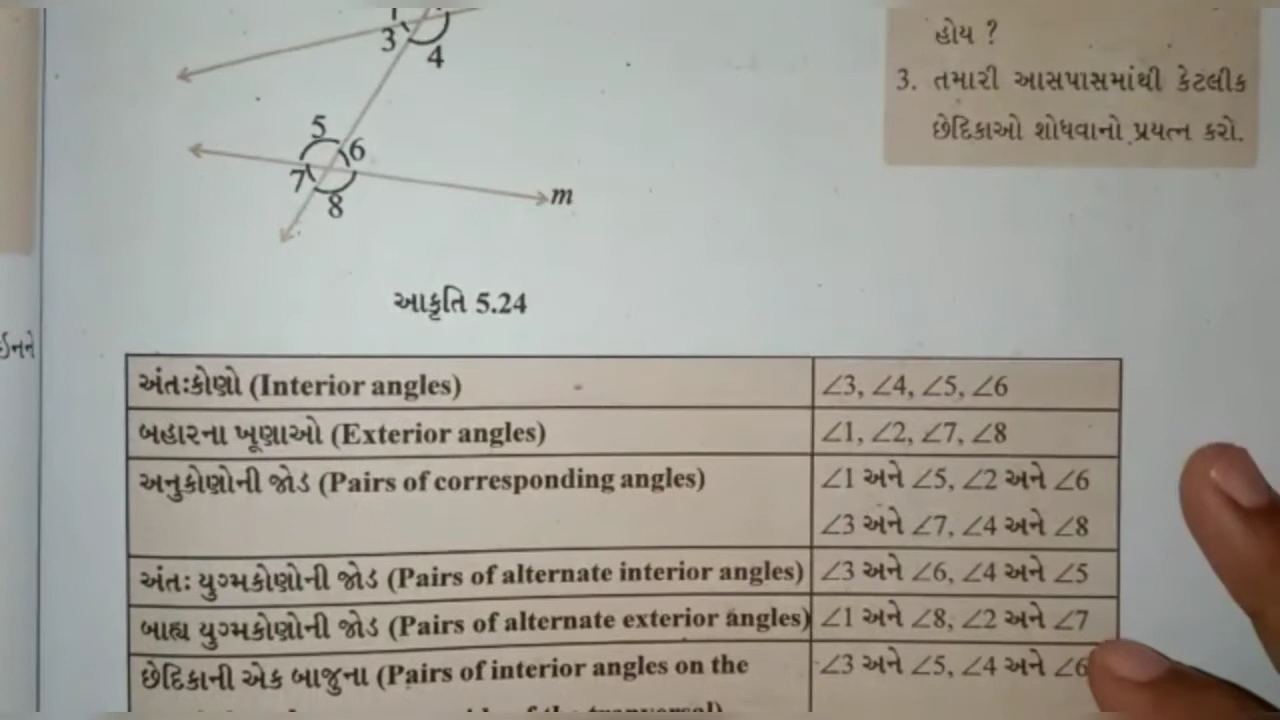 3
4
5
6
7
8
m
હોય ?
3. તમારી આસપાસમાંથી કેટલીક
છેદિકાઓ શોધવાનો પ્રયત્ન કરો.
આકૃતિ 5.24
અંતઃકોણો (Interior angles) ∠3, ∠4, ∠5, ∠6
બહારના ખૂણાઓ (Exterior angles) ∠1, ∠2, ∠7, ∠8
અનુકોણોની જોડ (Pairs of corresponding angles) ∠1 અને ∠5, ∠2 અને ∠6
∠3 અને ∠7, ∠4 અને ∠8
અંતઃ યુગ્મકોણોની જોડ (Pairs of alternate interior angles) ∠3 અને ∠6, ∠4 અને ∠5
બાહ્ય યુગ્મકોણોની જોડ (Pairs of alternate exterior angles) ∠1 અને ∠8, ∠2 અને ∠7
છેદિકાની એક બાજુના (Pairs of interior angles on the ∠3 અને ∠5, ∠4 અને ∠6